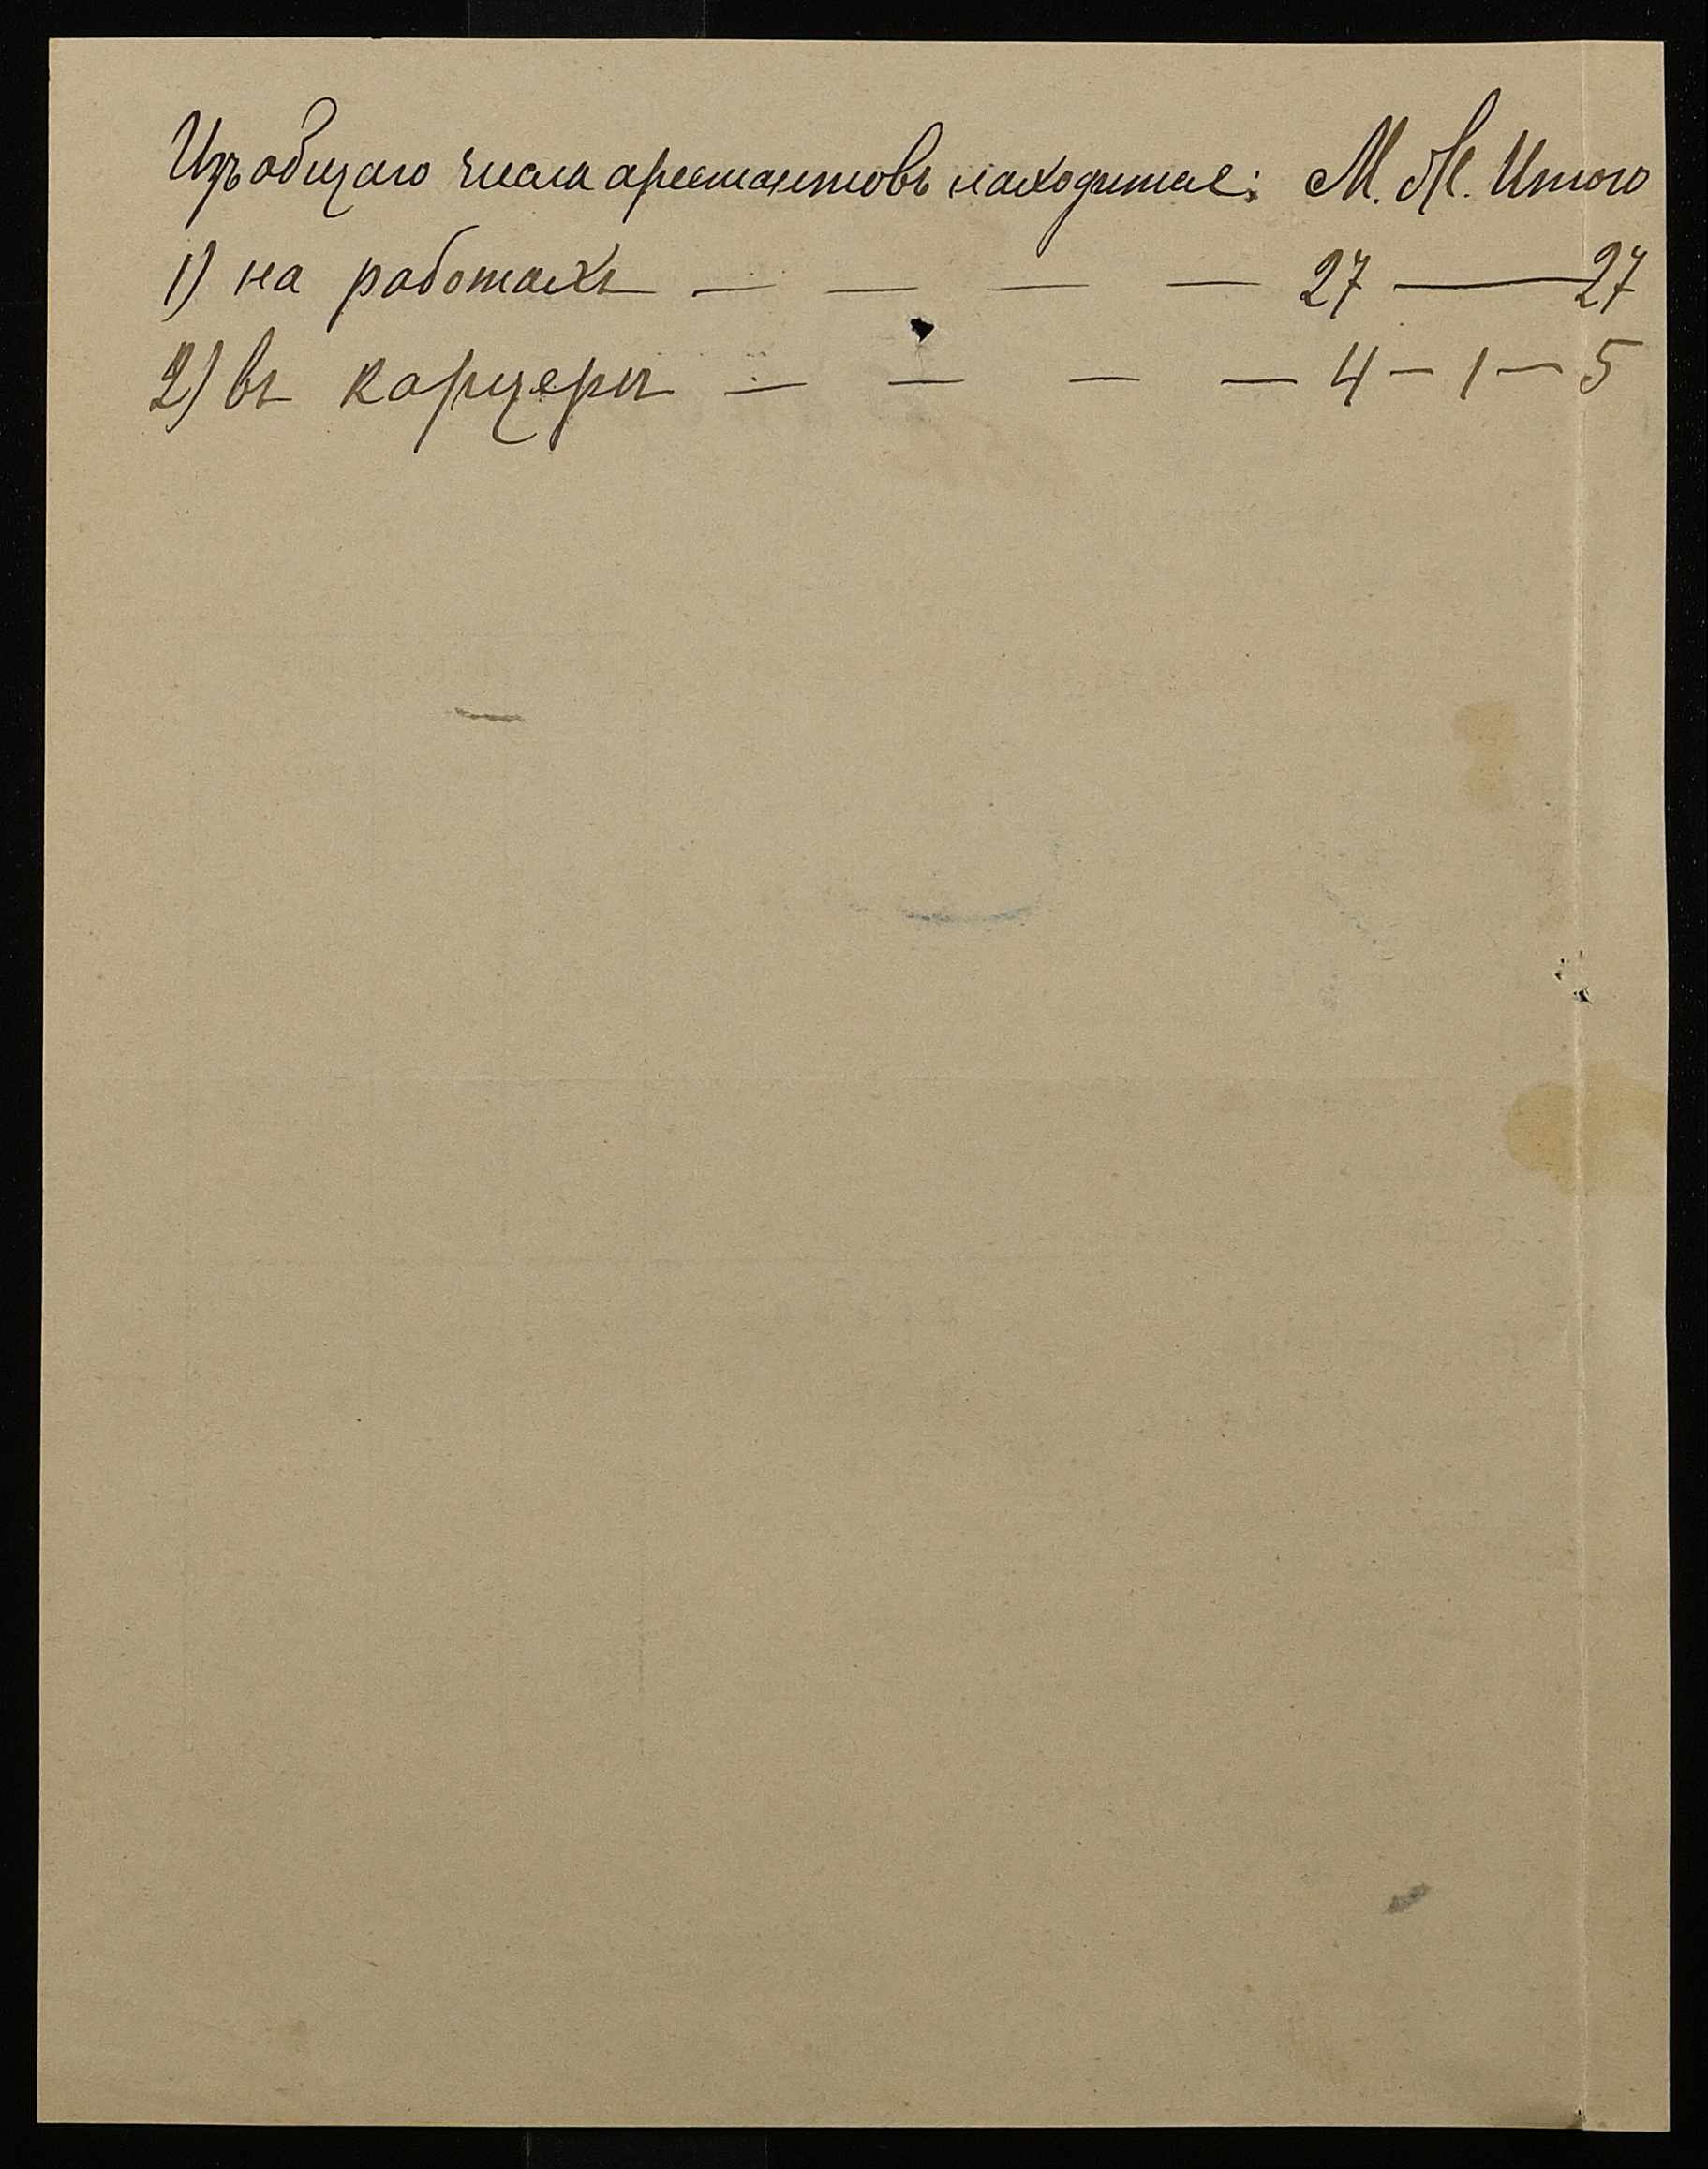 Изъ общаго числа арестантовъ находится: М. Ж. Итого
1) на работахъ — — — — 27 — 27
2) въ карцерѣ — — — — 4 — 1 — 5